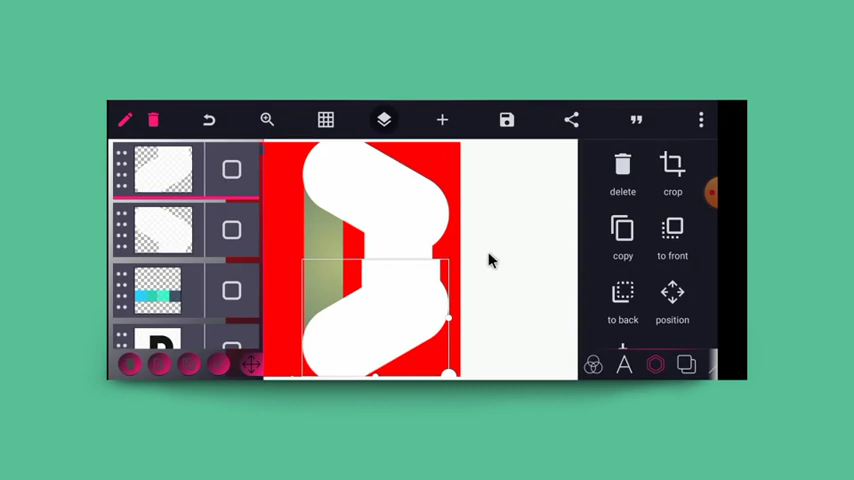 delete
crop
copy
to front
to back
position